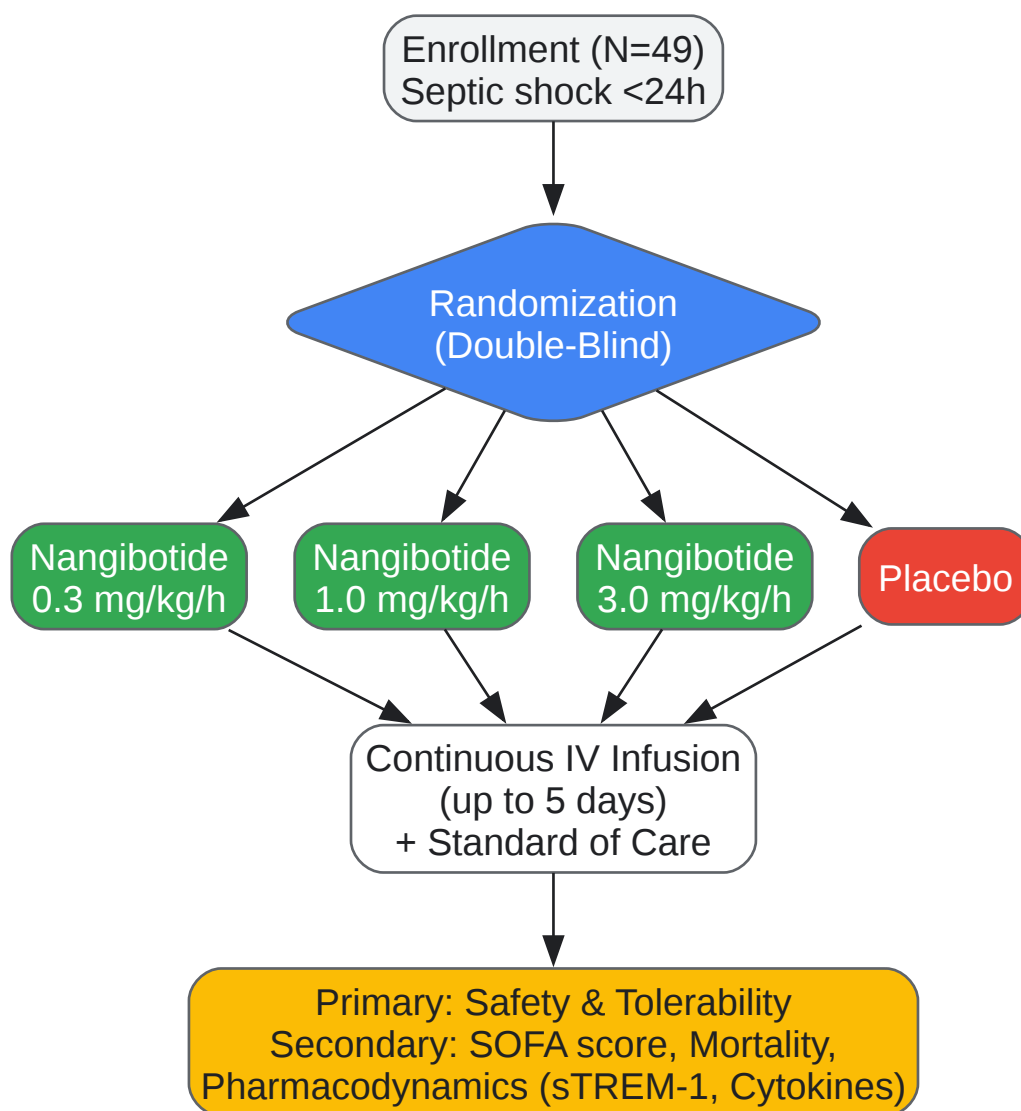 Enrollment (N=49)
Septic shock <24h
Randomization
(Double-Blind)
Nangibotide
0.3 mg/kg/h
Nangibotide
1.0 mg/kg/h
Nangibotide
3.0 mg/kg/h
Placebo
Continuous IV Infusion
(up to 5 days)
+ Standard of Care
Primary: Safety & Tolerability
Secondary: SOFA score, Mortality,
Pharmacodynamics (sTREM-1, Cytokines)